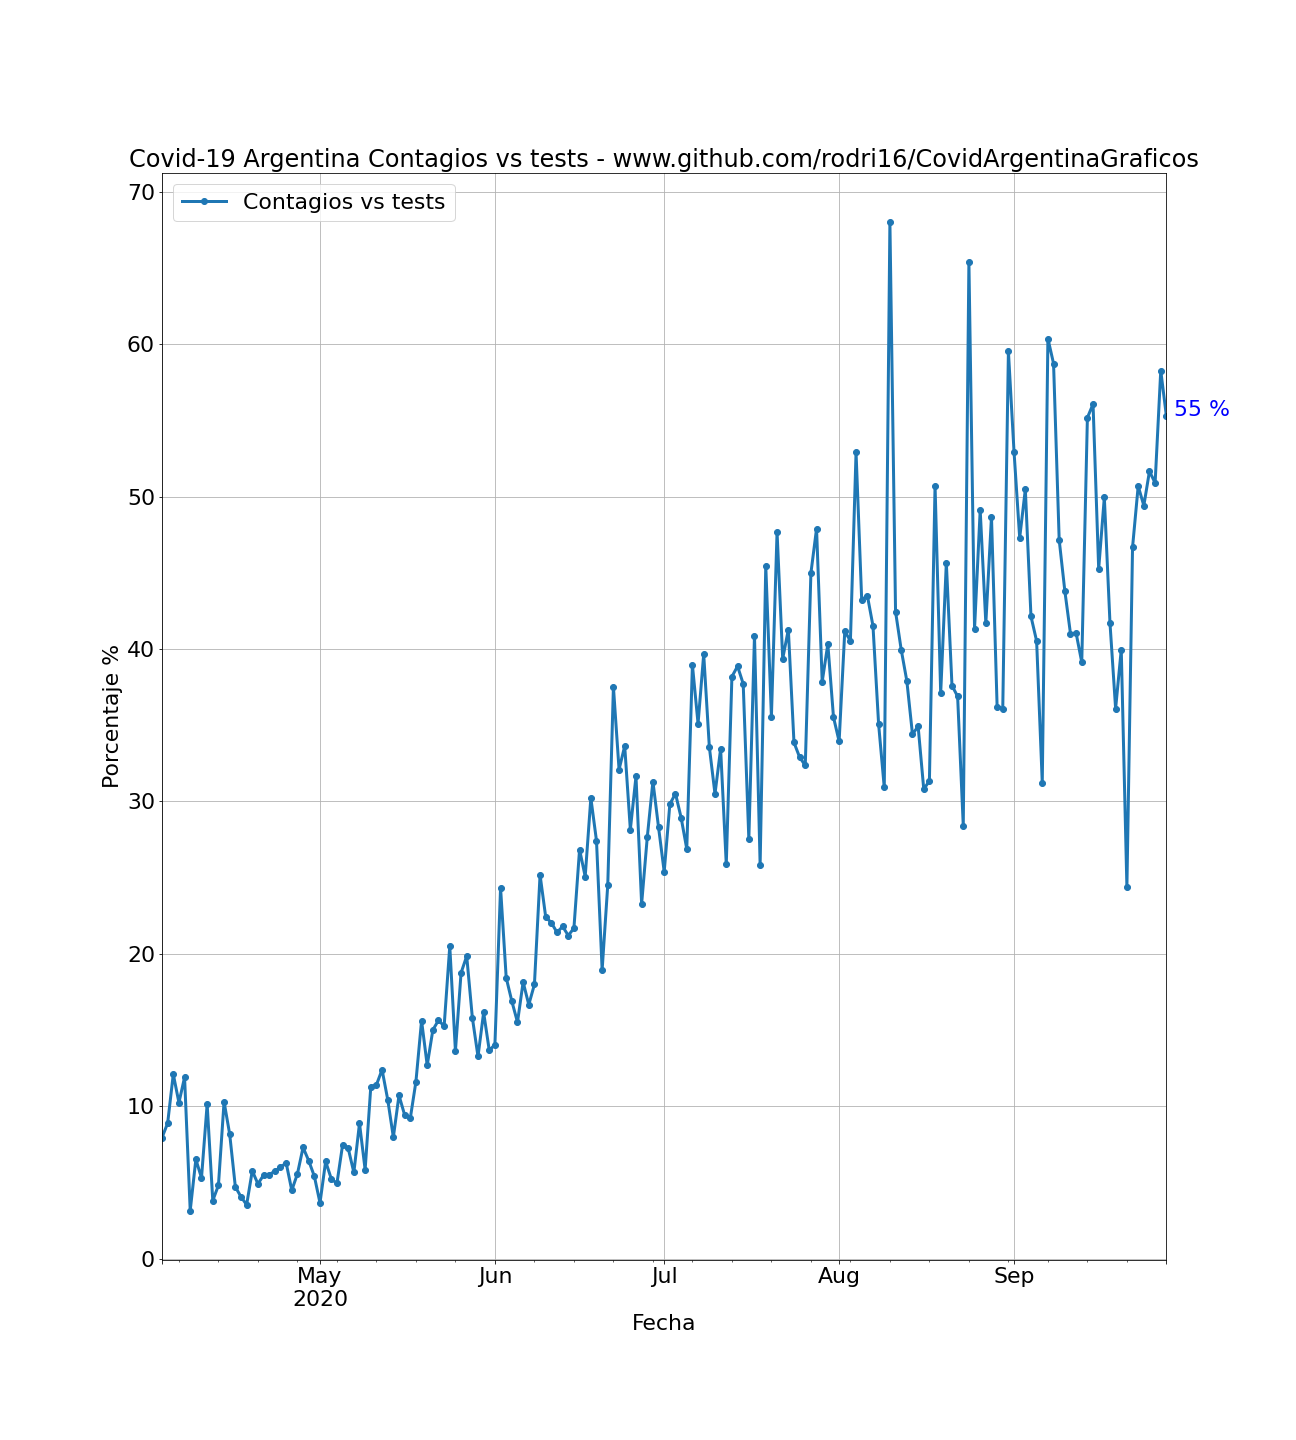 Covid-19 Argentina Contagios vs tests - www.github.com/rodri16/CovidArgentinaGraficos
Contagios vs tests
70
60
50
40
30
20
10
0
Porcentaje %
55 %
May Jun Jul Aug Sep
2020
Fecha